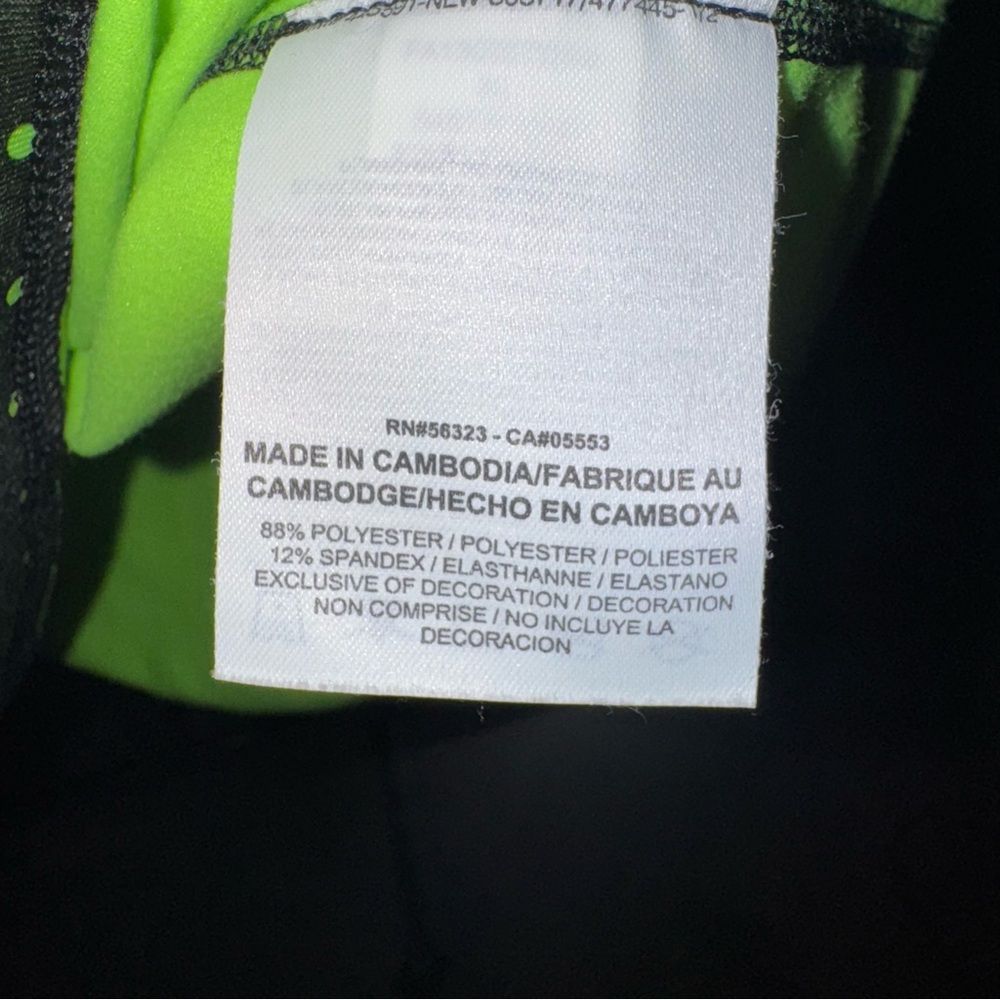 RN#56323 - CA#05553
MADE IN CAMBODIA/FABRIQUE AU
CAMBODGE/HECHO EN CAMBOYA
88% POLYESTER / POLYESTER / POLIESTER
12% SPANDEX / ELASTHANNE / ELASTANO
EXCLUSIVE OF DECORATION / DECORATION
NON COMPRISE / NO INCLUYE LA
DECORACION